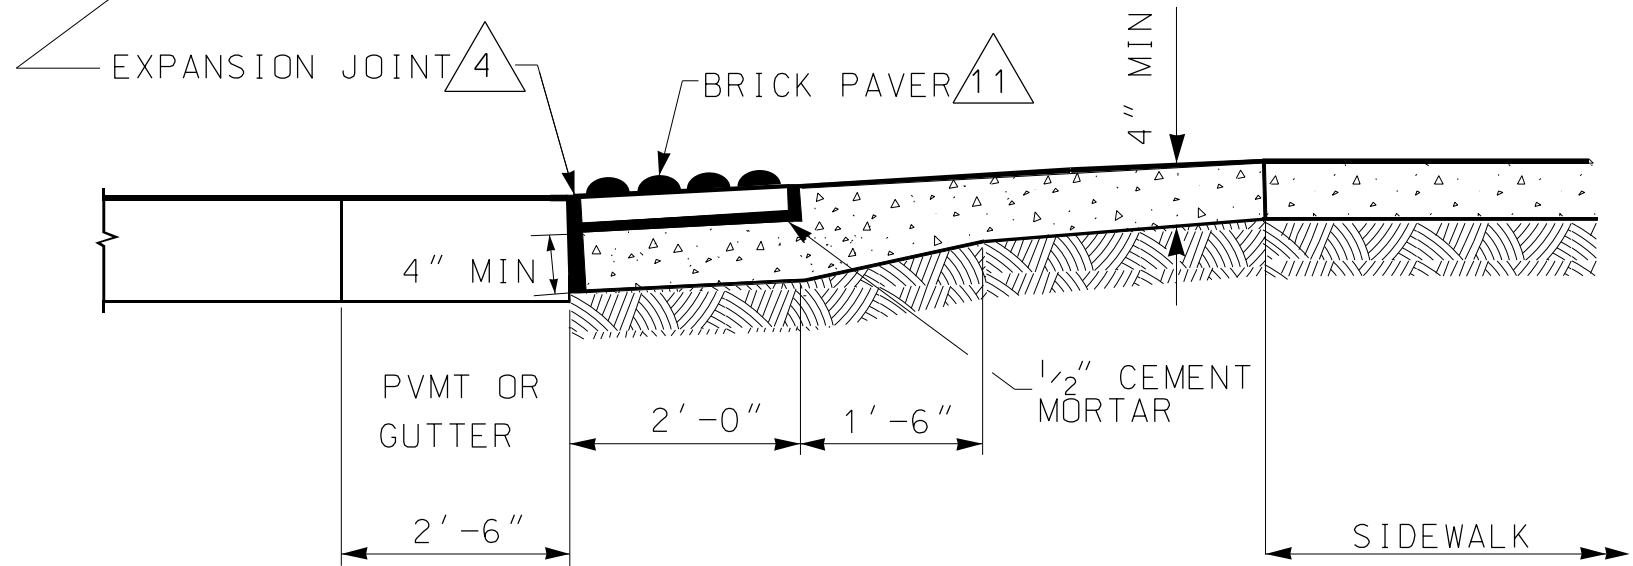 EXPANSION JOINT 4
BRICK PAVER 11
4" MIN
4" MIN
PVMT OR
GUTTER
1/2" CEMENT
MORTAR
2'-0"
1'-6"
2'-6"
SIDEWALK